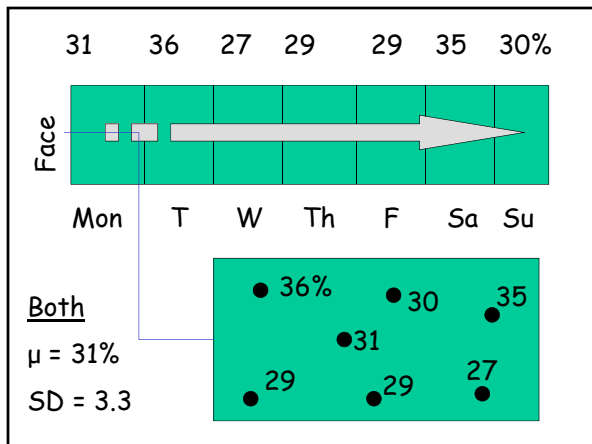 31 36 27 29 29 35 30%
Face
Mon T W Th F Sa Su
Both
μ = 31%
SD = 3.3
36% 30 35
31
29 29 27